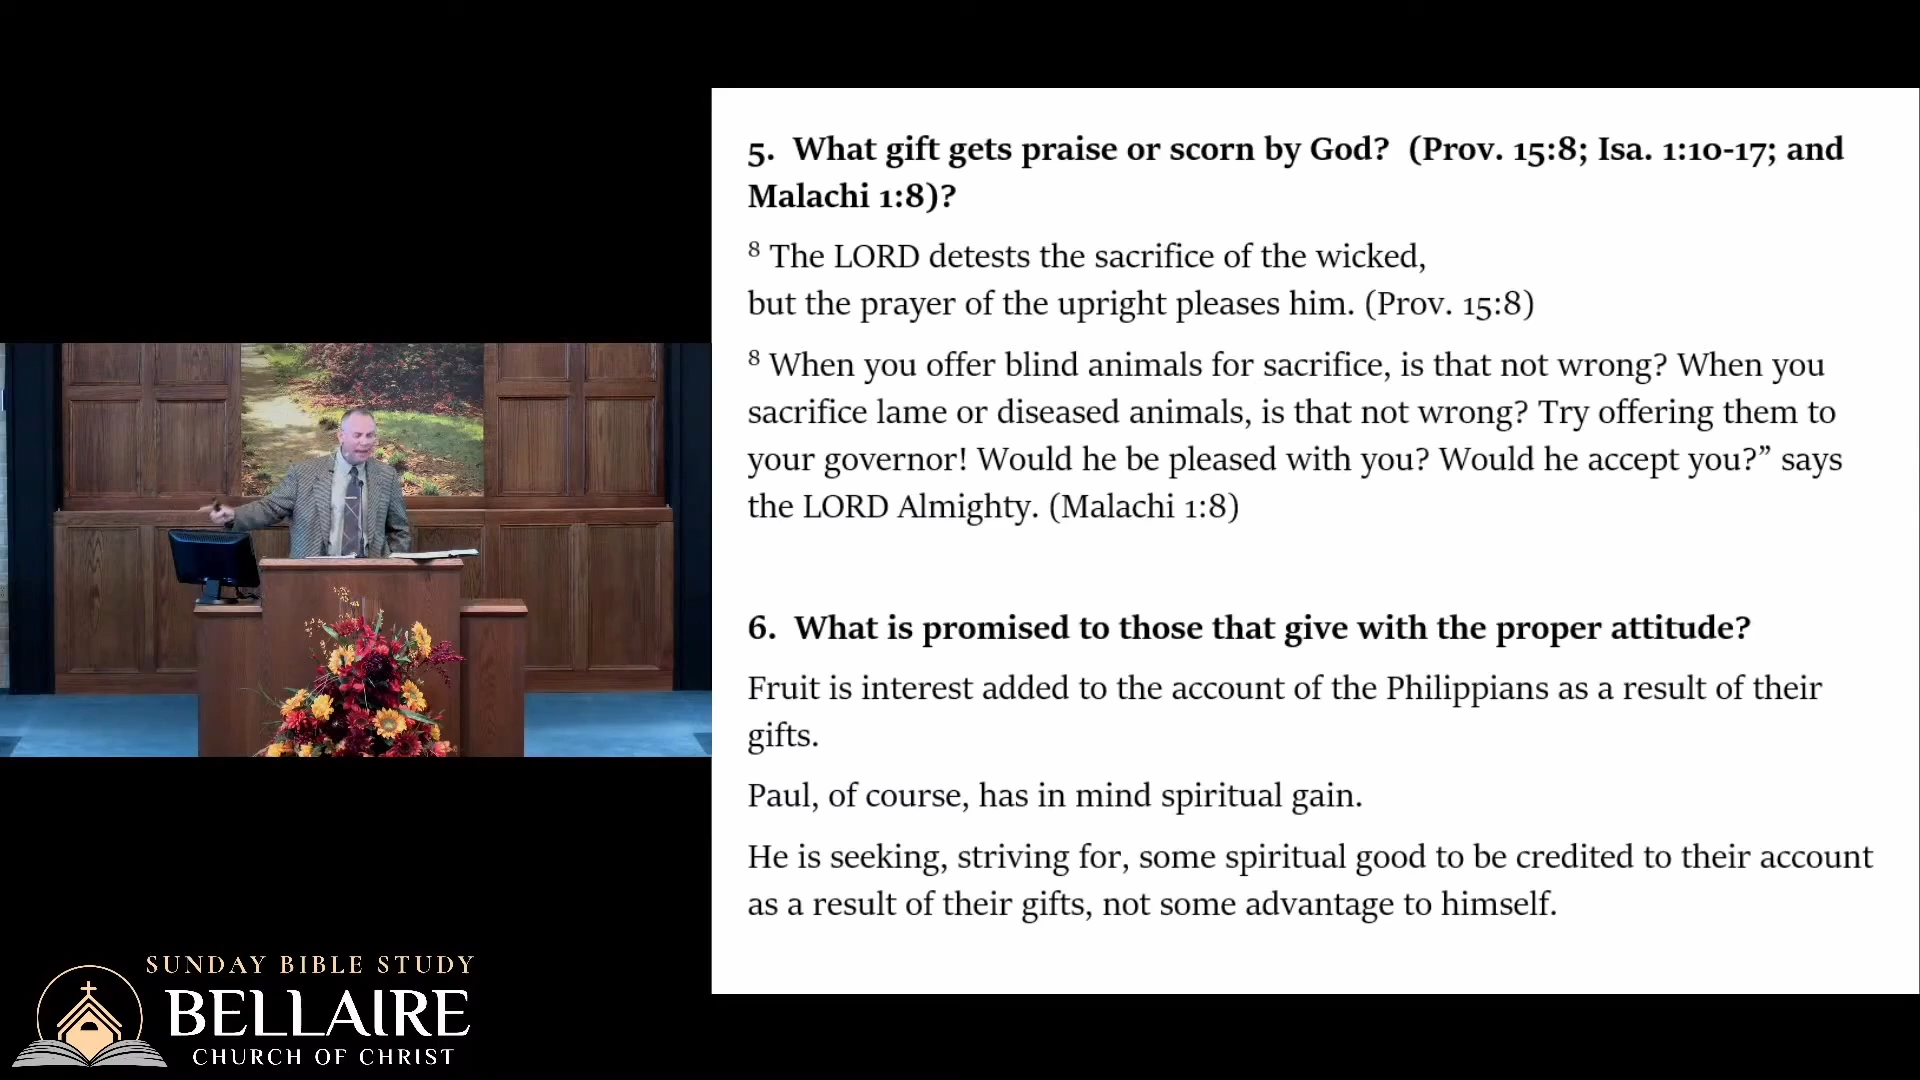 5. What gift gets praise or scorn by God? (Prov. 15:8; Isa. 1:10-17; and
Malachi 1:8)?
8 The LORD detests the sacrifice of the wicked,
but the prayer of the upright pleases him. (Prov. 15:8)
8 When you offer blind animals for sacrifice, is that not wrong? When you
sacrifice lame or diseased animals, is that not wrong? Try offering them to
your governor! Would he be pleased with you? Would he accept you?” says
the LORD Almighty. (Malachi 1:8)
6. What is promised to those that give with the proper attitude?
Fruit is interest added to the account of the Philippians as a result of their
gifts.
Paul, of course, has in mind spiritual gain.
He is seeking, striving for, some spiritual good to be credited to their account
as a result of their gifts, not some advantage to himself.
SUNDAY BIBLE STUDY
BELLAIRE
CHURCH OF CHRIST